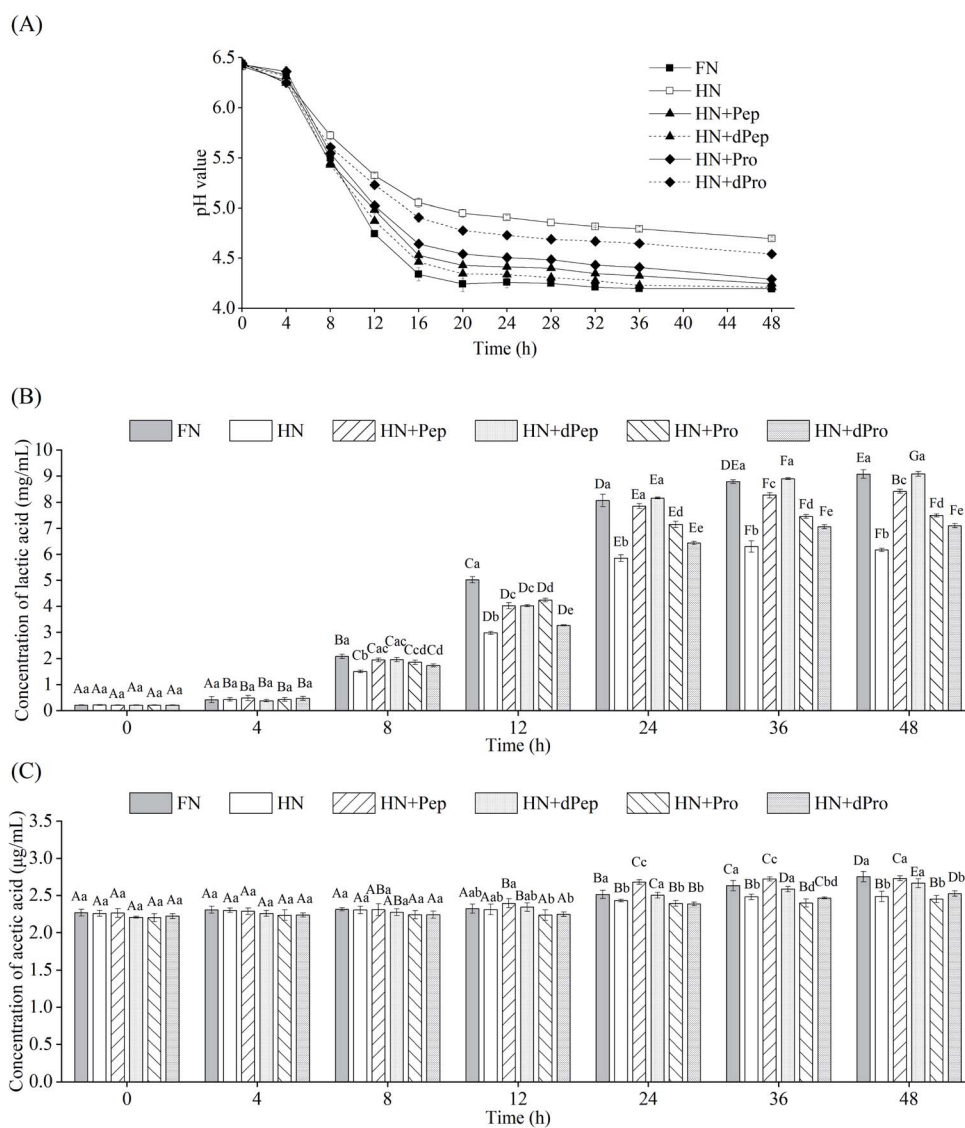 (A)
6.5
6.0
5.5
5.0
4.5
4.0
pH value
FN
HN
HN+Pep
HN+dPep
HN+Pro
HN+dPro
0 4 8 12 16 20 24 28 32 36 40 44 48
Time (h)
(B)
FN HN HN+Pep HN+dPep HN+Pro HN+dPro
Concentration of lactic acid (mg/mL)
10
9
8
7
6
5
4
3
2
1
0
Aa Aa Aa Aa Aa Aa
Aa Ba Ba Ba Ba Ba
Ba Cb Cac Cac Ccd Cd
Ca Db Dc Dc Dd De
Da Eb Ea Ea Ed Ee
DEa Fb Fc Fa Fd Fe
Ea Fb Bc Ga Fd Fe
0 4 8 12 24 36 48
Time (h)
(C)
FN HN HN+Pep HN+dPep HN+Pro HN+dPro
Concentration of acetic acid (μg/mL)
3.5
3.0
2.5
2.0
1.5
1.0
0.5
0.0
Aa Aa Aa Aa Aa Aa
Aa Aa Aa Aa Aa Aa
Aa Aa ABa ABa Aa Aa
Aab Aab Ba Bab Ab Ab
Ba Bb Cc Ca Bb Bb
Ca Bb Cc Da Bd Cbd
Da Bb Ca Ea Bb Db
0 4 8 12 24 36 48
Time (h)